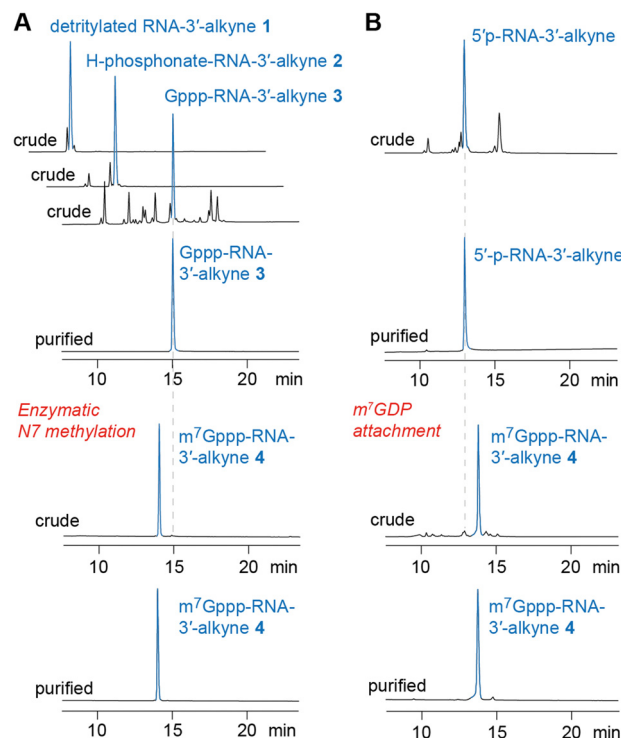 A
detritylated RNA-3′-alkyne 1
H-phosphonate-RNA-3′-alkyne 2
Gppp-RNA-3′-alkyne 3
crude
crude
crude
Gppp-RNA-
3′-alkyne 3
purified
10 15 20 min
Enzymatic
N7 methylation
m⁷Gppp-RNA-
3′-alkyne 4
crude
10 15 20 min
m⁷Gppp-RNA-
3′-alkyne 4
purified
10 15 20 min
B
5′p-RNA-3′-alkyne
crude
5′-p-RNA-3′-alkyne
purified
10 15 20 min
m⁷GDP
attachment
m⁷Gppp-RNA-
3′-alkyne 4
crude
10 15 20 min
m⁷Gppp-RNA-
3′-alkyne 4
purified
10 15 20 min